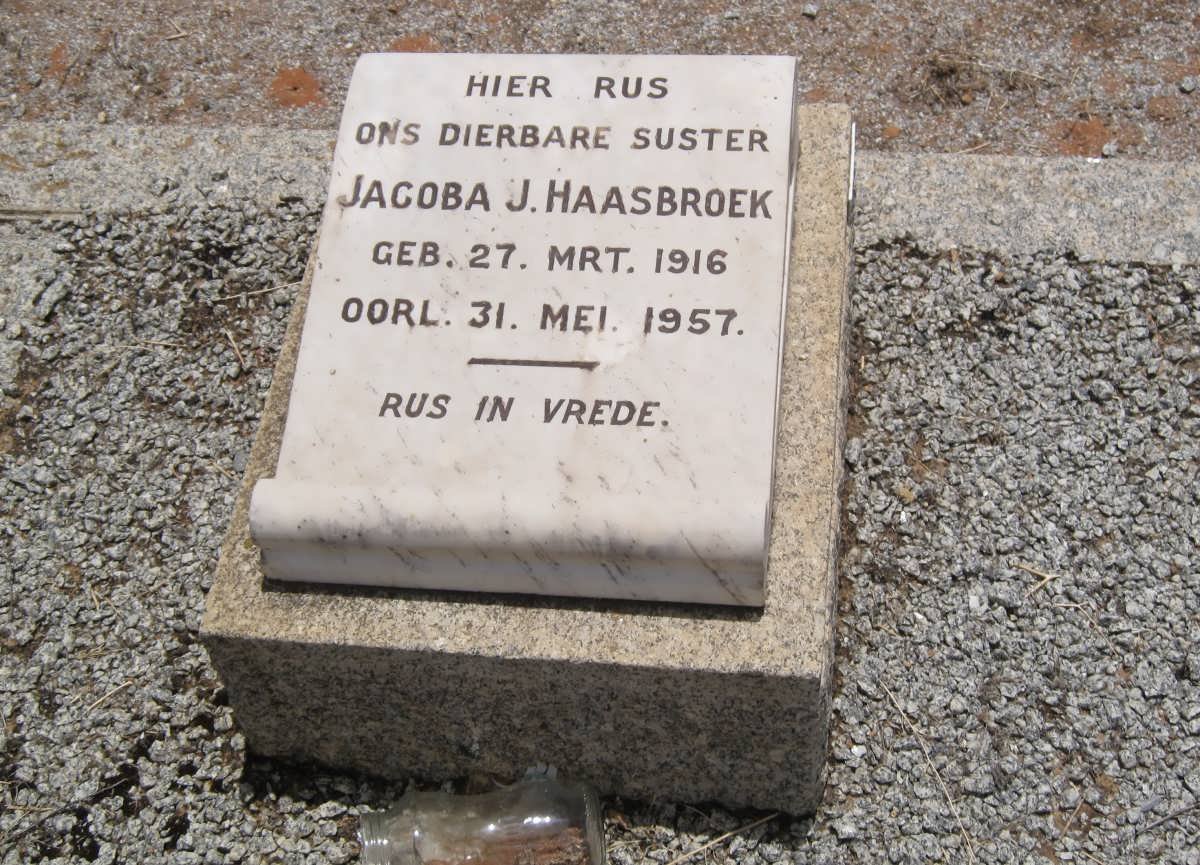 HIER RUS
ONS DIERBARE SUSTER
JACOBA J. HAASBROEK
GEB. 27. MRT. 1916
OORL. 31. MEI. 1957.
RUS IN VREDE.